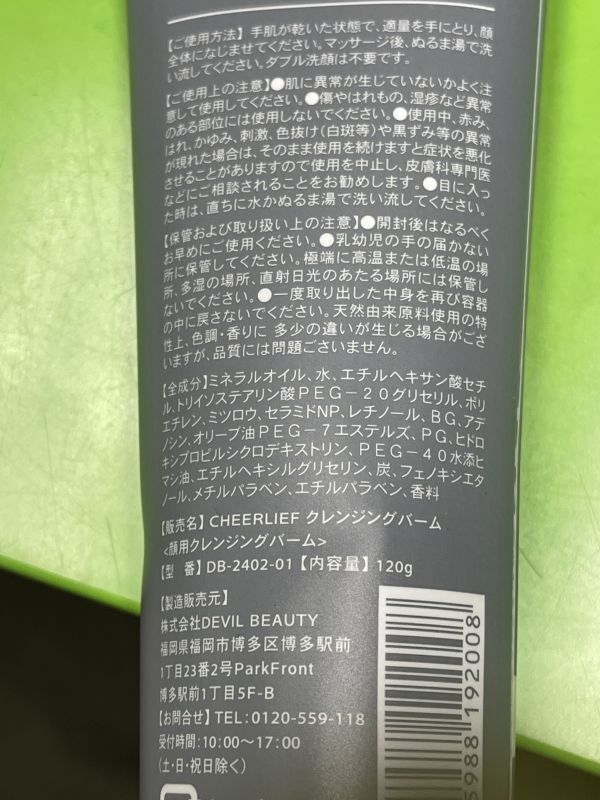 【ご使用方法】 手肌が乾いた状態で、適量を手にとり、顔
全体になじませてください。マッサージ後、ぬるま湯で洗
い流してください。ダブル洗顔は不要です。
【ご使用上の注意】●肌に異常が生じていないかよく注
意して使用してください。●傷やはれもの、湿疹など異常
のある部位には使用しないでください。●使用中、赤み、
はれ、かゆみ、刺激、色抜け(白斑等)や黒ずみ等の異常
が現れた場合は、そのまま使用を続けますと症状を悪化
させることがありますので使用を中止し、皮膚科専門医
などにご相談されることをお勧めします。●目に入っ
た時は、直ちに水かぬるま湯で洗い流してください。
【保管および取り扱い上の注意】●開封後はなるべく
お早めにご使用ください。●乳幼児の手の届かない
所に保管してください。極端に高温または低温の場
所、多湿の場所、直射日光のあたる場所には保管し
ないでください。●一度取り出した中身を再び容器
の中に戻さないでください。天然由来原料使用の特
性上、色調・香りに 多少の違いが生じる場合がござ
いますが、品質には問題ございません。
【全成分】ミネラルオイル、水、エチルヘキサン酸セチ
ル、トリイソステアリン酸PEG-20グリセリル、ポリ
エチレン、ミツロウ、セラミドNP、レチノール、BG、アデ
ノシン、オリーブ油PEG-7エステルズ、PG、ヒドロ
キシプロピルシクロデキストリン、PEG-40水添ヒ
マシ油、エチルヘキシルグリセリン、炭、フェノキシエタ
ノール、メチルパラベン、エチルパラベン、香料
【販売名】CHEERLIEF クレンジングバーム
<顔用クレンジングバーム>
【型 番】 DB-2402-01 【内容量】 120g
【製造販売元】
株式会社DEVIL BEAUTY
福岡県福岡市博多区博多駅前
1丁目23番2号ParkFront
博多駅前1丁目5F-B
【お問合せ】TEL:0120-559-118
受付時間:10:00~17:00
(土・日・祝日除く)
5988 192008